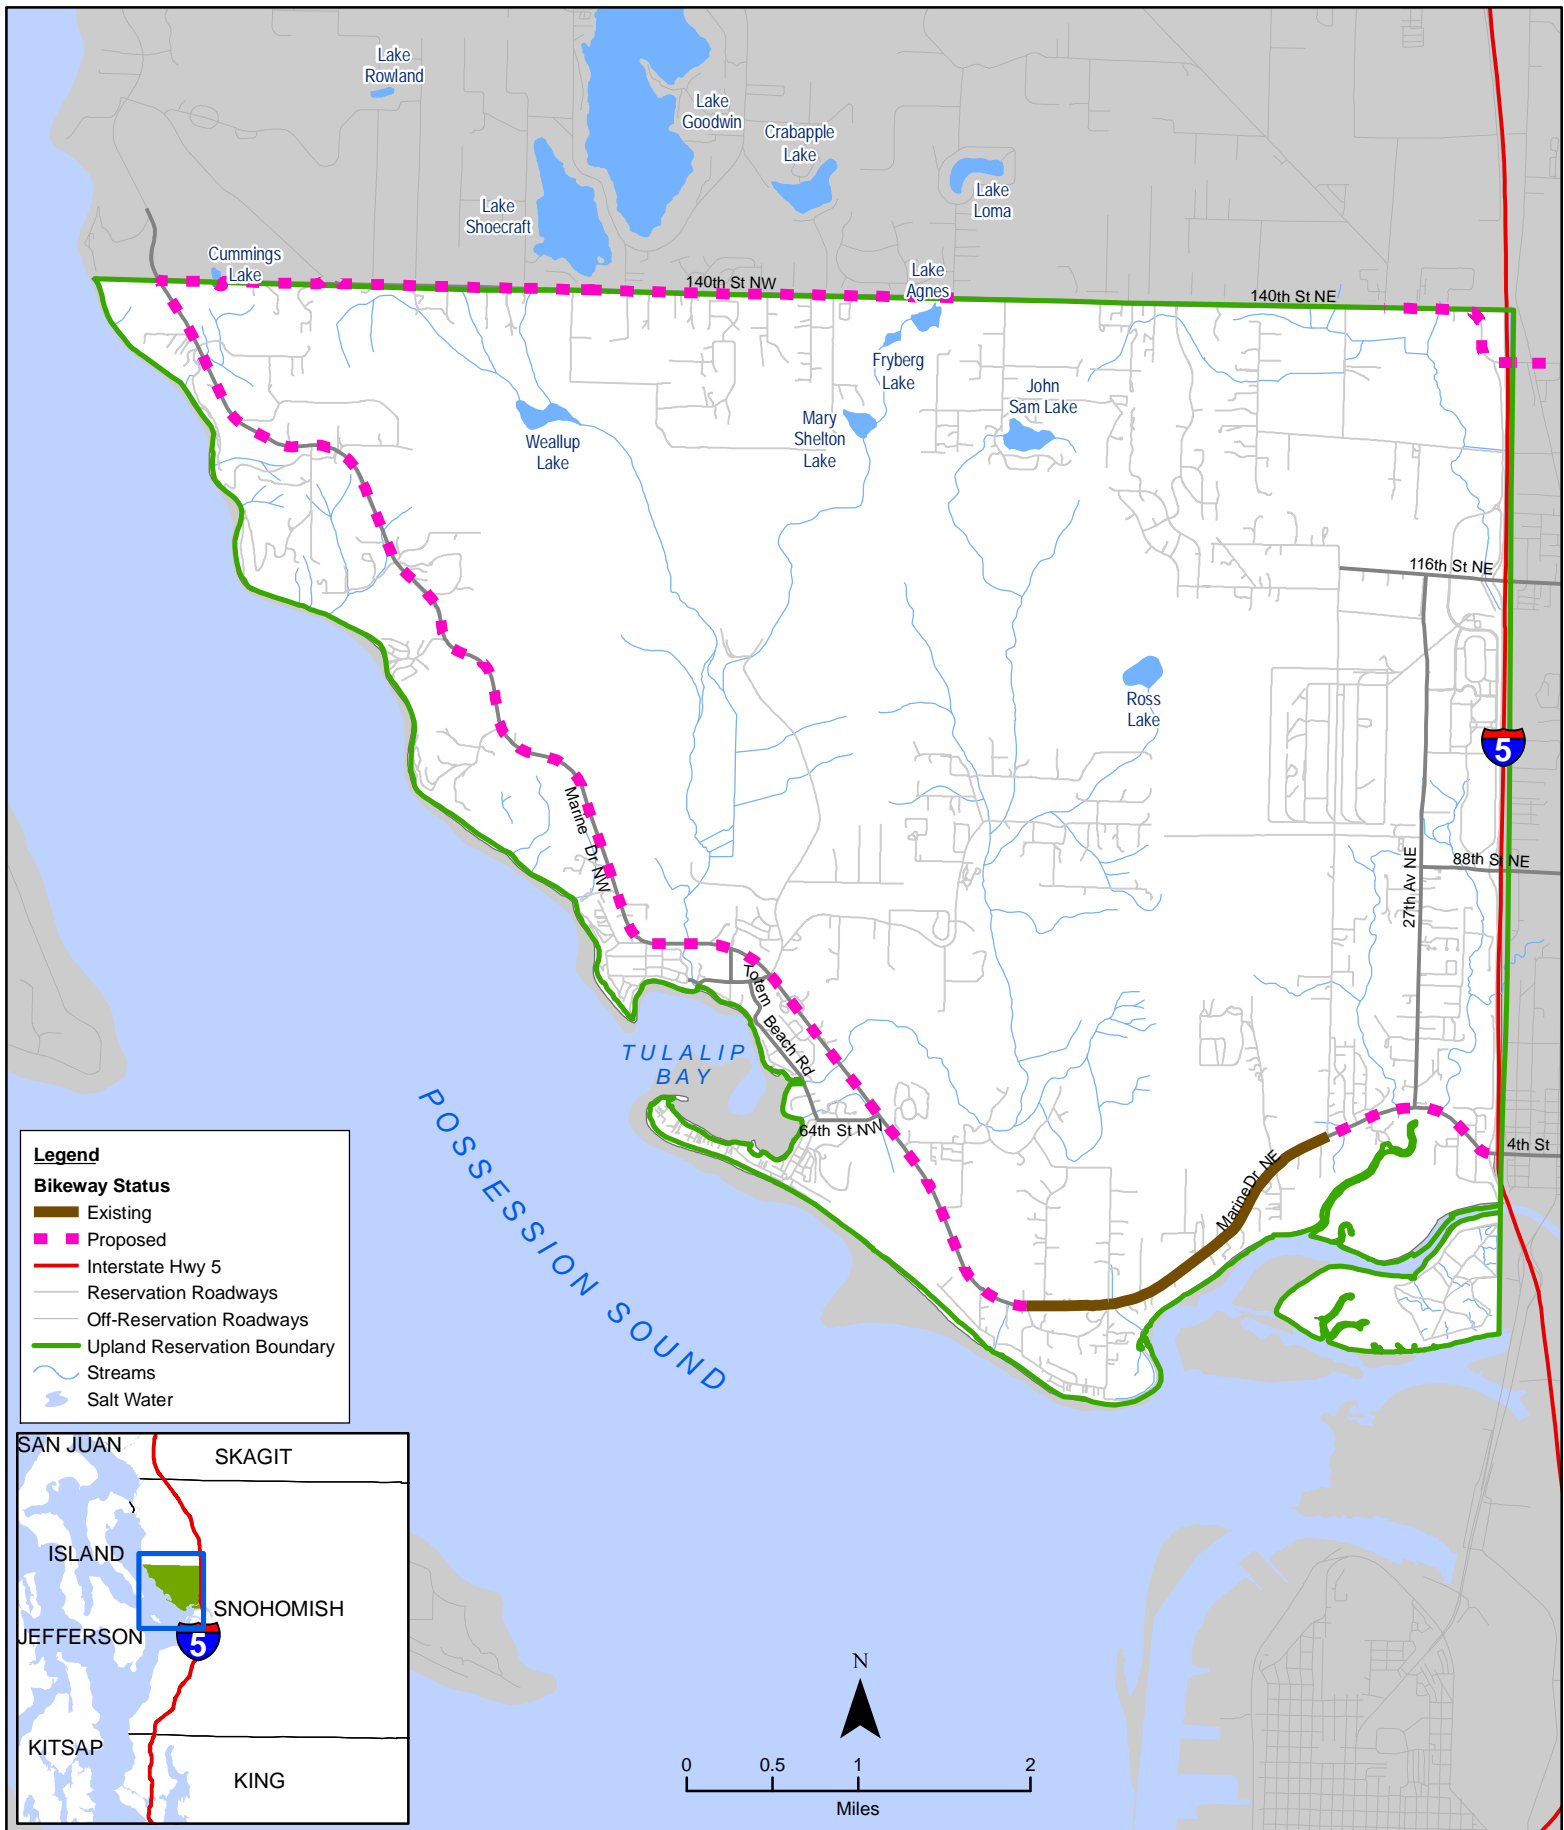 Lake
Rowland
Lake
Goodwin
Crabapple
Lake
Lake
Loma
Lake
Shoecraft
Cummings
Lake
Lake
Agnes
140th St NW
140th St NE
Fryberg
Lake
John
Sam Lake
Mary
Shelton
Lake
Weallup
Lake
116th St NE
Ross
Lake
5
Marine Dr NW
88th St NE
27th Av NE
Totem Beach Rd
TULALIP
BAY
64th St NW
4th St
Marine Dr NE
POSSESSION SOUND
Legend
Bikeway Status
Existing
Proposed
Interstate Hwy 5
Reservation Roadways
Off-Reservation Roadways
Upland Reservation Boundary
Streams
Salt Water
SAN JUAN
SKAGIT
ISLAND
SNOHOMISH
JEFFERSON
5
KITSAP
KING
N
0 0.5 1 2
Miles